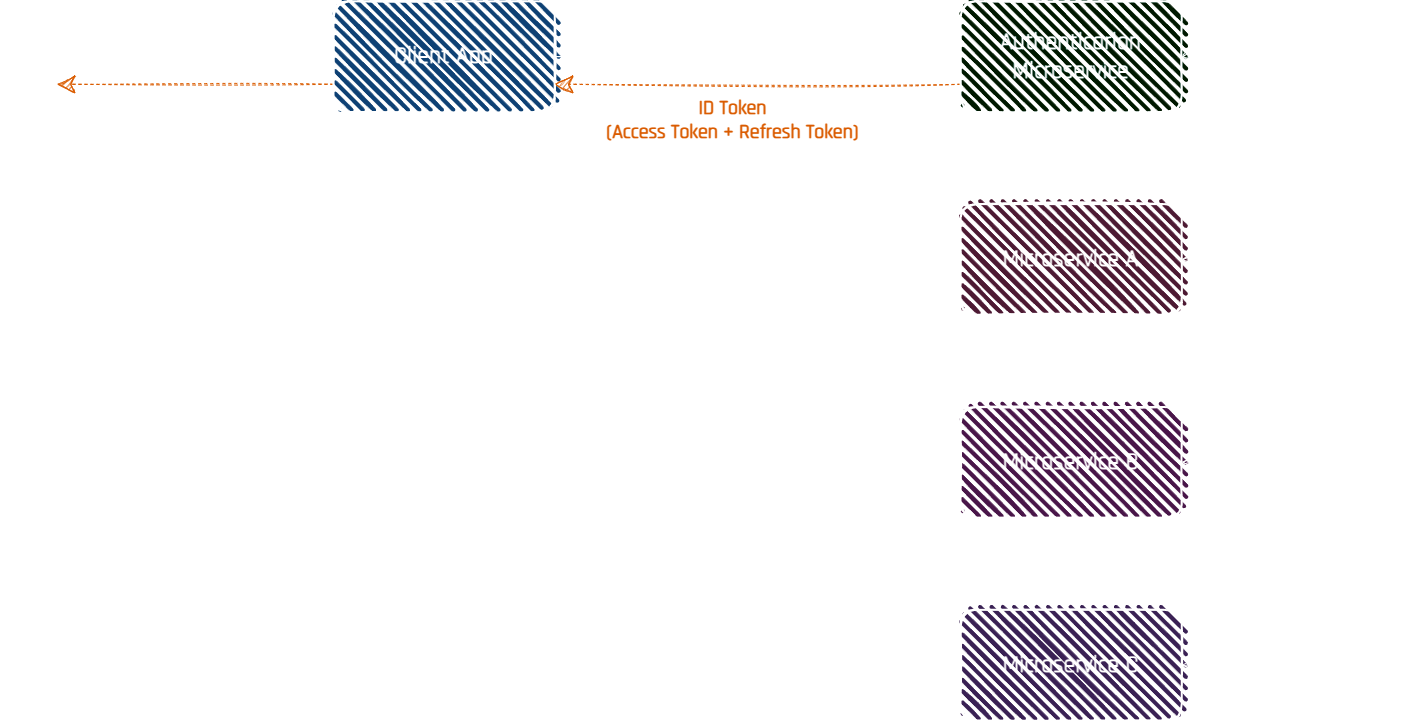 Client App
Authentication
Microservice
ID Token
(Access Token + Refresh Token)
Microservice A
Microservice B
Microservice C